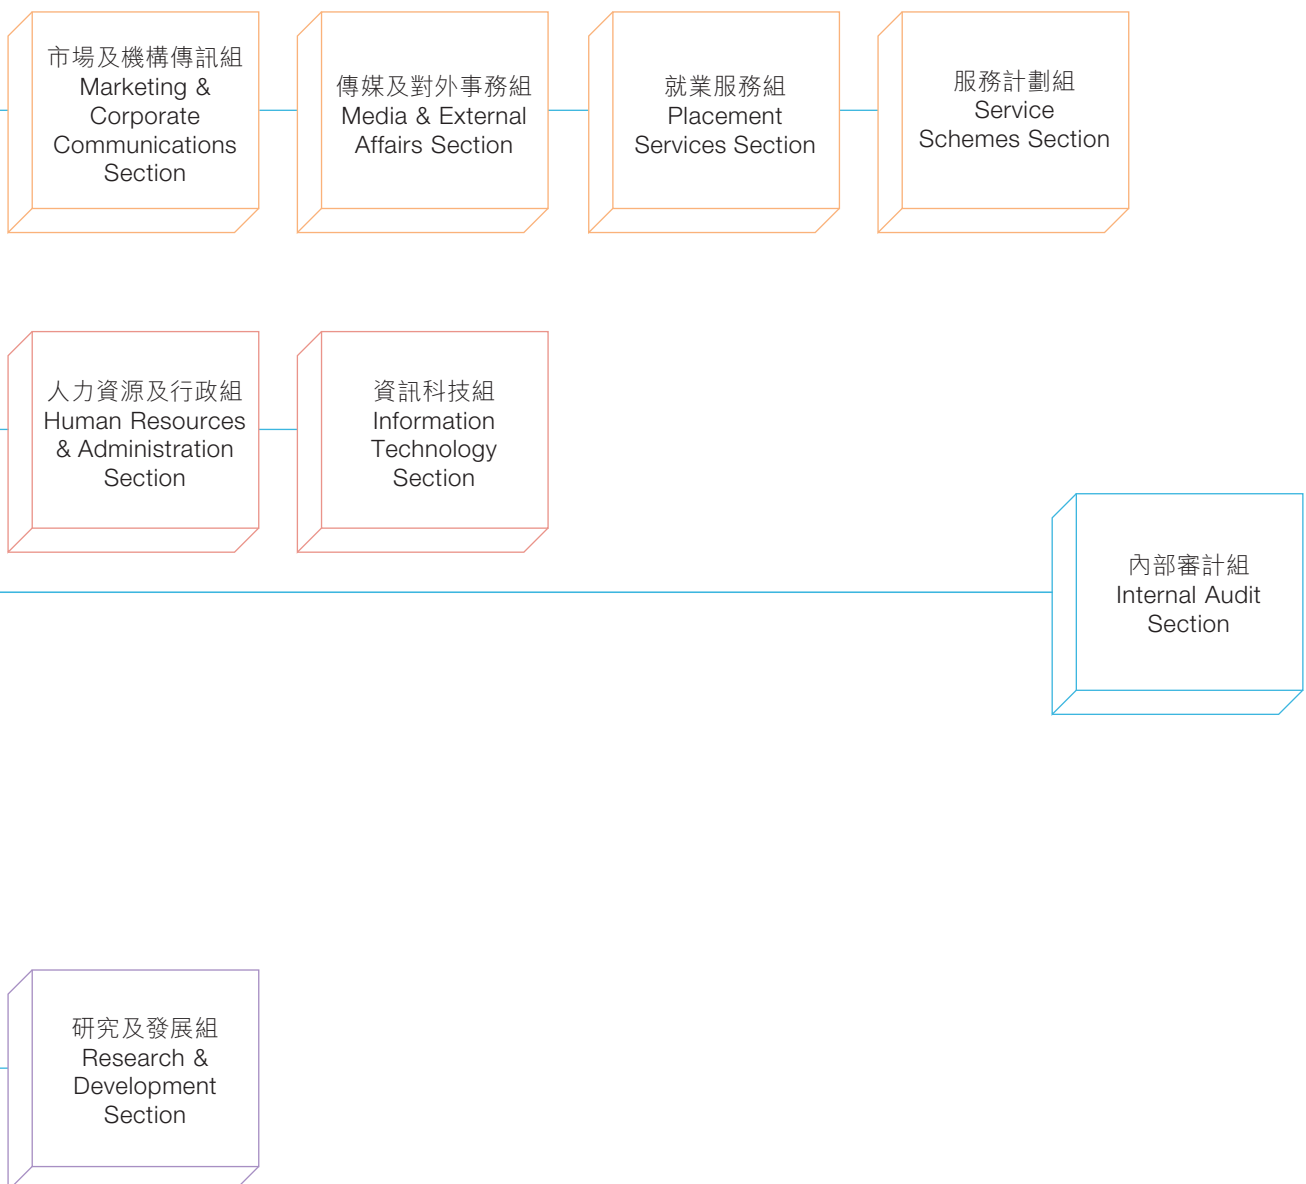 市場及機構傳訊組
Marketing &
Corporate
Communications
Section
傳媒及對外事務組
Media & External
Affairs Section
就業服務組
Placement
Services Section
服務計劃組
Service
Schemes Section
人力資源及行政組
Human Resources
& Administration
Section
資訊科技組
Information
Technology
Section
內部審計組
Internal Audit
Section
研究及發展組
Research &
Development
Section